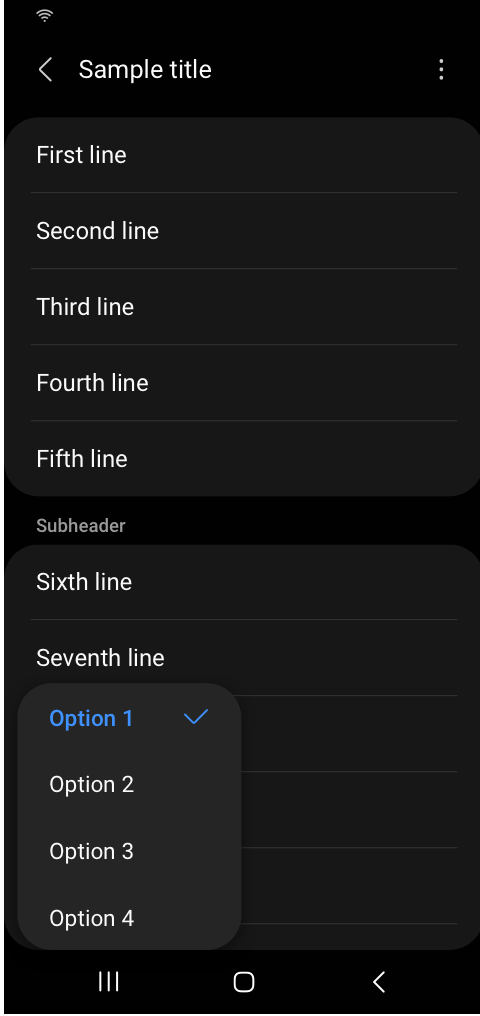 Sample title
First line
Second line
Third line
Fourth line
Fifth line
Subheader
Sixth line
Seventh line
Option 1
Option 2
Option 3
Option 4